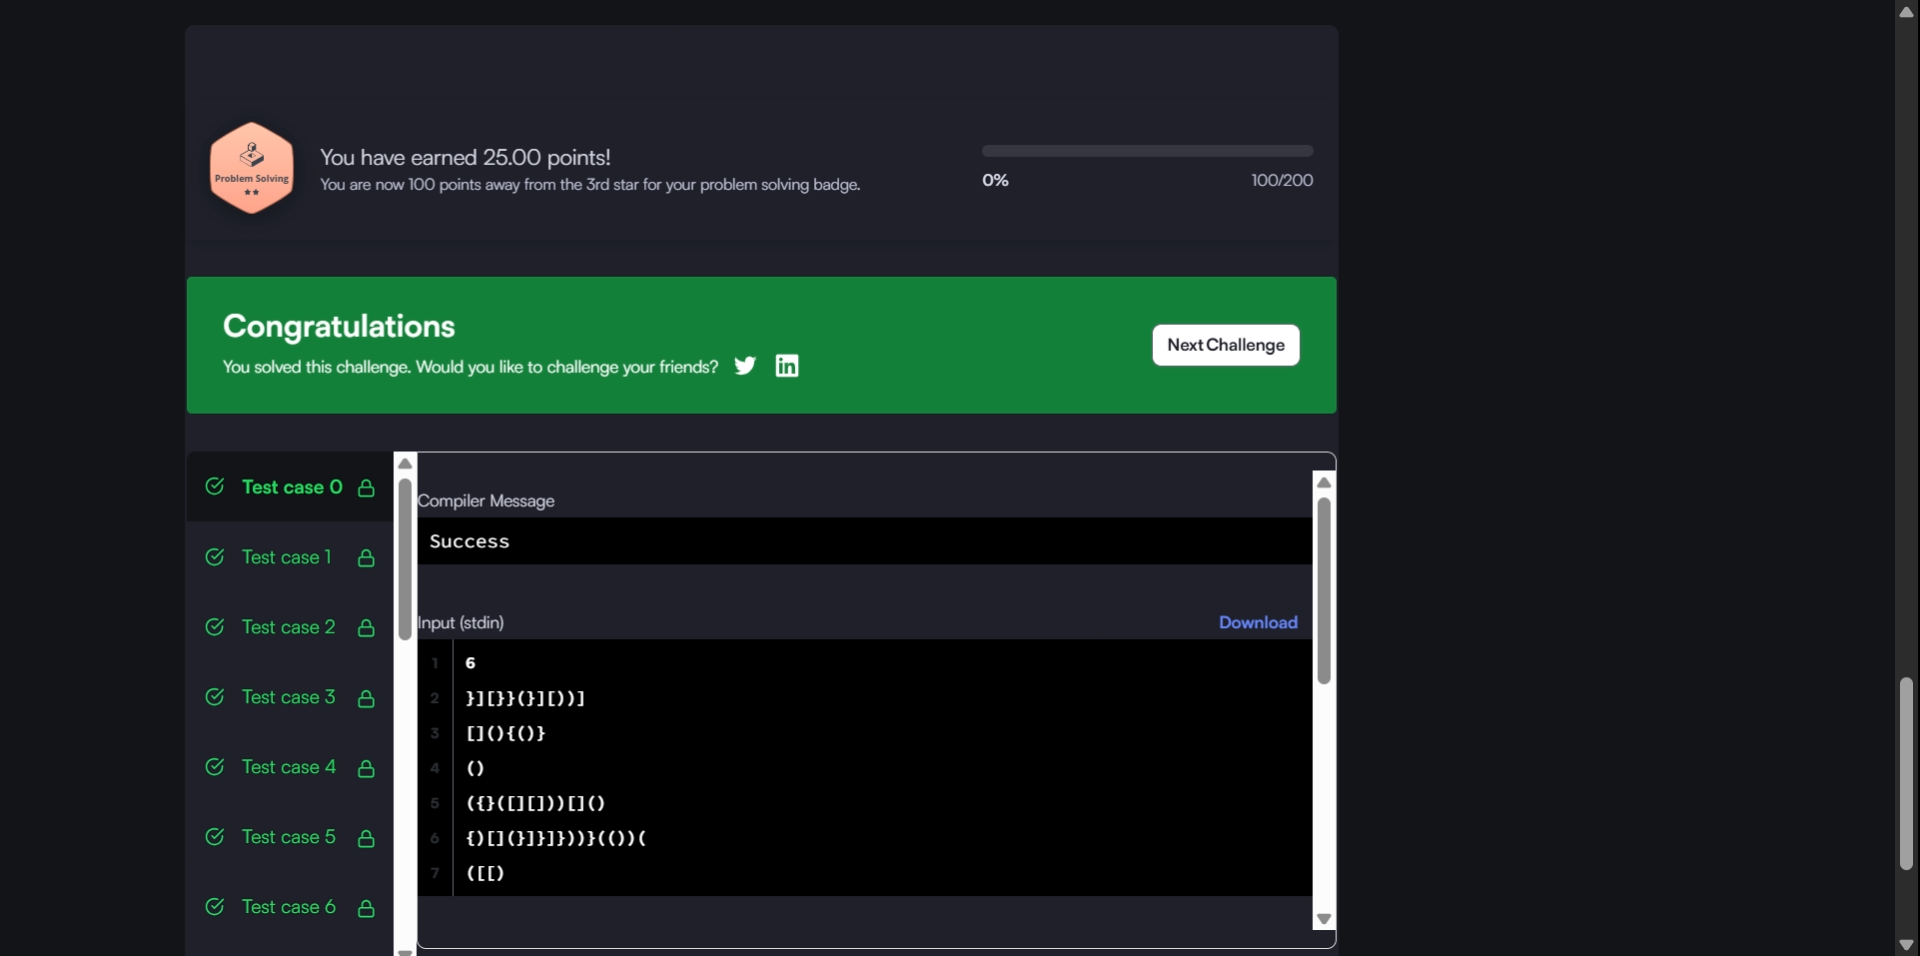 Problem Solving
You have earned 25.00 points!
You are now 100 points away from the 3rd star for your problem solving badge.
0%
100/200
Congratulations
You solved this challenge. Would you like to challenge your friends?
in
Next Challenge
Test case 0
Test case 1
Test case 2
Test case 3
Test case 4
Test case 5
Test case 6
Compiler Message
Success
Input (stdin)
Download
1 6
2 }][}}(}][))]
3 [](){()}
4 ()
5 ({}([][]))[]()
6 {)[](}]}]}))}(())(
7 ([[)